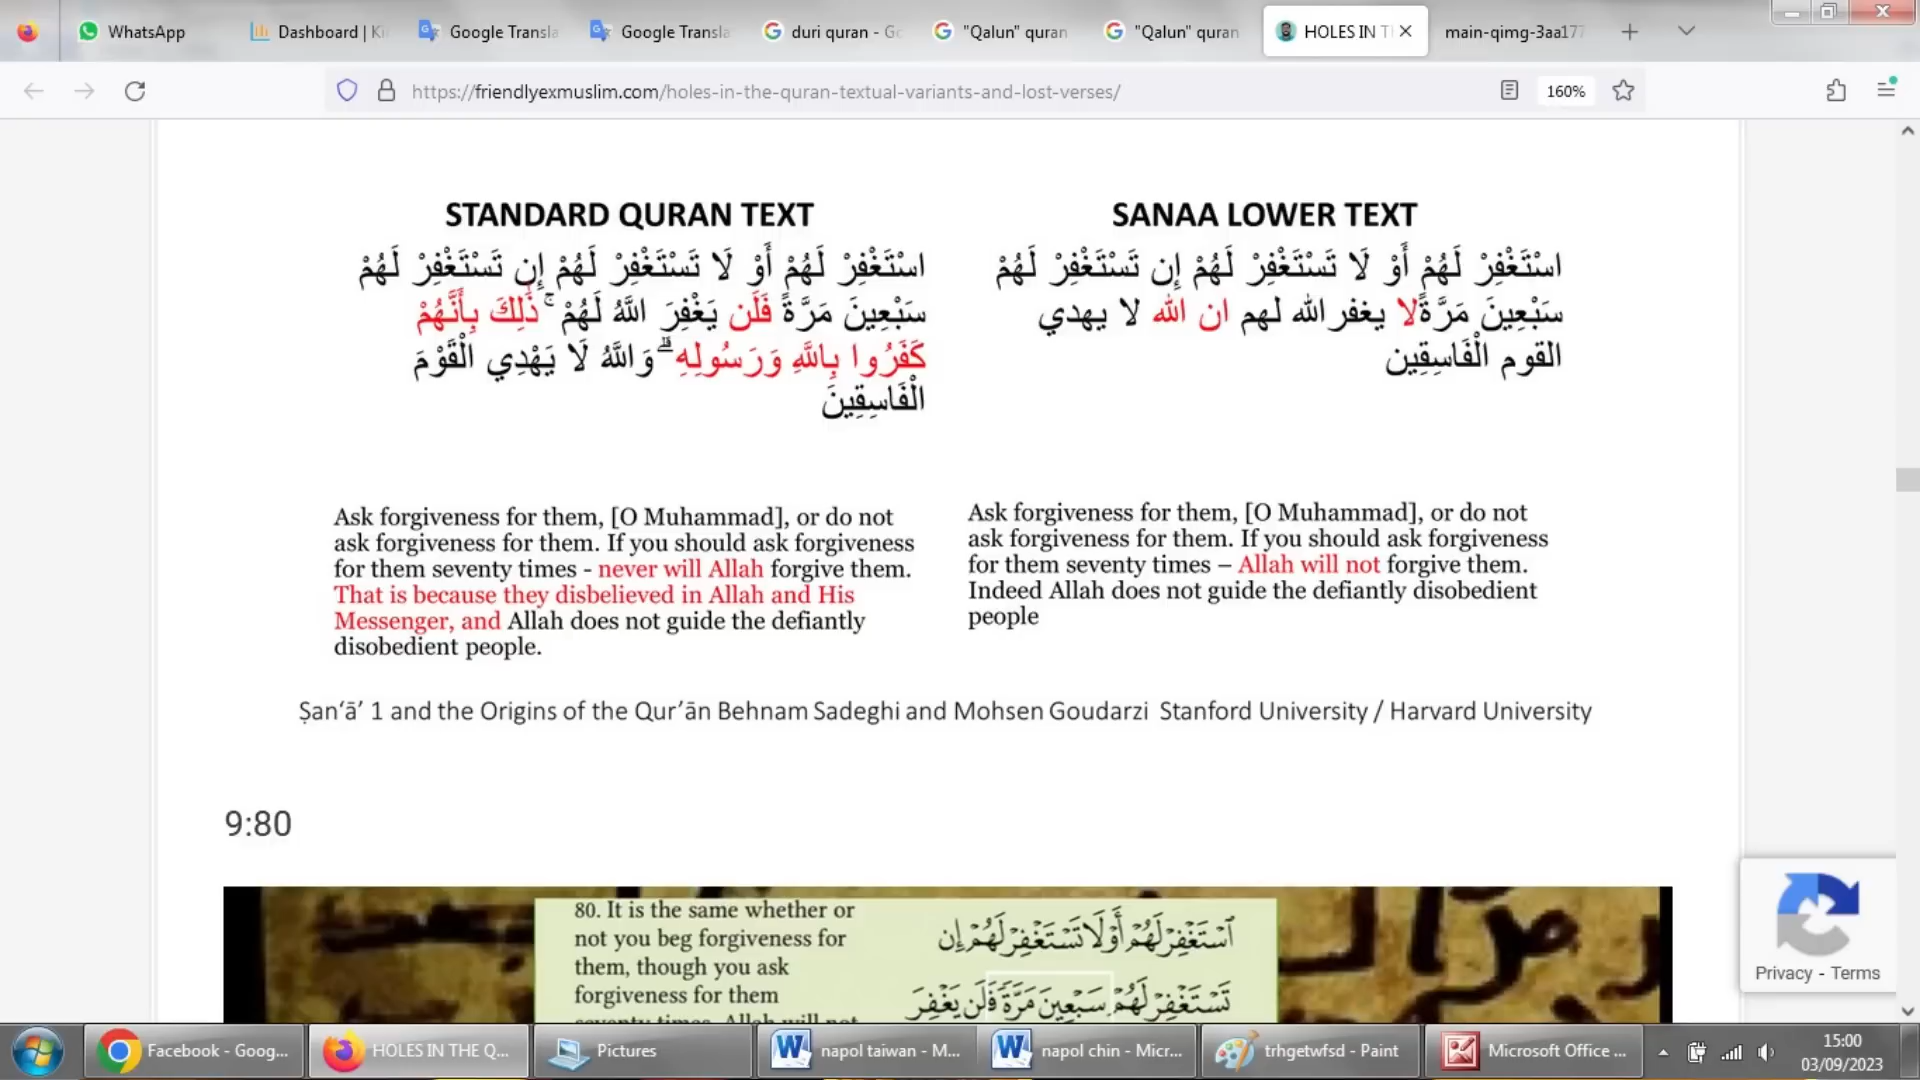 WhatsApp
Dashboard | Ki
Google Transla
Google Transla
duri quran - Go
"Qalun" quran
"Qalun" quran
HOLES IN T
main-qimg-3aa177
https://friendlyexmuslim.com/holes-in-the-quran-textual-variants-and-lost-verses/
160%
STANDARD QURAN TEXT
اسْتَغْفِرْ لَهُمْ أَوْ لَا تَسْتَغْفِرْ لَهُمْ إِن تَسْتَغْفِرْ لَهُمْ
سَبْعِينَ مَرَّةً فَلَن يَغْفِرَ اللَّهُ لَهُمْ ۚ ذَٰلِكَ بِأَنَّهُمْ
كَفَرُوا بِاللَّهِ وَرَسُولِهِ ۗ وَاللَّهُ لَا يَهْدِي الْقَوْمَ
الْفَاسِقِينَ
SANAA LOWER TEXT
اسْتَغْفِرْ لَهُمْ أَوْ لَا تَسْتَغْفِرْ لَهُمْ إِن تَسْتَغْفِرْ لَهُمْ
سَبْعِينَ مَرَّةً لا يغفر الله لهم ان الله لا يهدي
القوم الْفَاسِقِين
Ask forgiveness for them, [O Muhammad], or do not
ask forgiveness for them. If you should ask forgiveness
for them seventy times - never will Allah forgive them.
That is because they disbelieved in Allah and His
Messenger, and Allah does not guide the defiantly
disobedient people.
Ask forgiveness for them, [O Muhammad], or do not
ask forgiveness for them. If you should ask forgiveness
for them seventy times – Allah will not forgive them.
Indeed Allah does not guide the defiantly disobedient
people
Ṣan‘ā’ 1 and the Origins of the Qur’ān Behnam Sadeghi and Mohsen Goudarzi Stanford University / Harvard University
9:80
80. It is the same whether or
not you beg forgiveness for
them, though you ask
forgiveness for them
seventy times, Allah will not
ٱسْتَغْفِرْ لَهُمْ أَوْ لَا تَسْتَغْفِرْ لَهُمْ إِن
تَسْتَغْفِرْ لَهُمْ سَبْعِينَ مَرَّةً فَلَن يَغْفِرَ
Privacy - Terms
Facebook - Goog...
HOLES IN THE Q...
Pictures
napol taiwan - M...
napol chin - Micr...
trhgetwfsd - Paint
Microsoft Office ...
15:00
03/09/2023